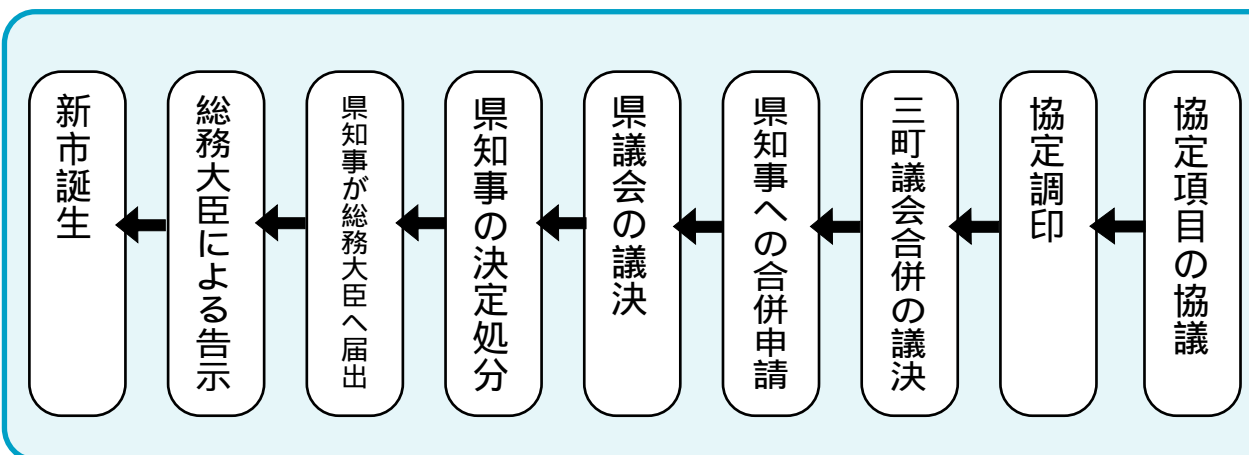 協定項目の協議
協定調印
三町議会合併の議決
県知事への合併申請
県議会の議決
県知事の決定処分
県知事が総務大臣へ届出
総務大臣による告示
新市誕生